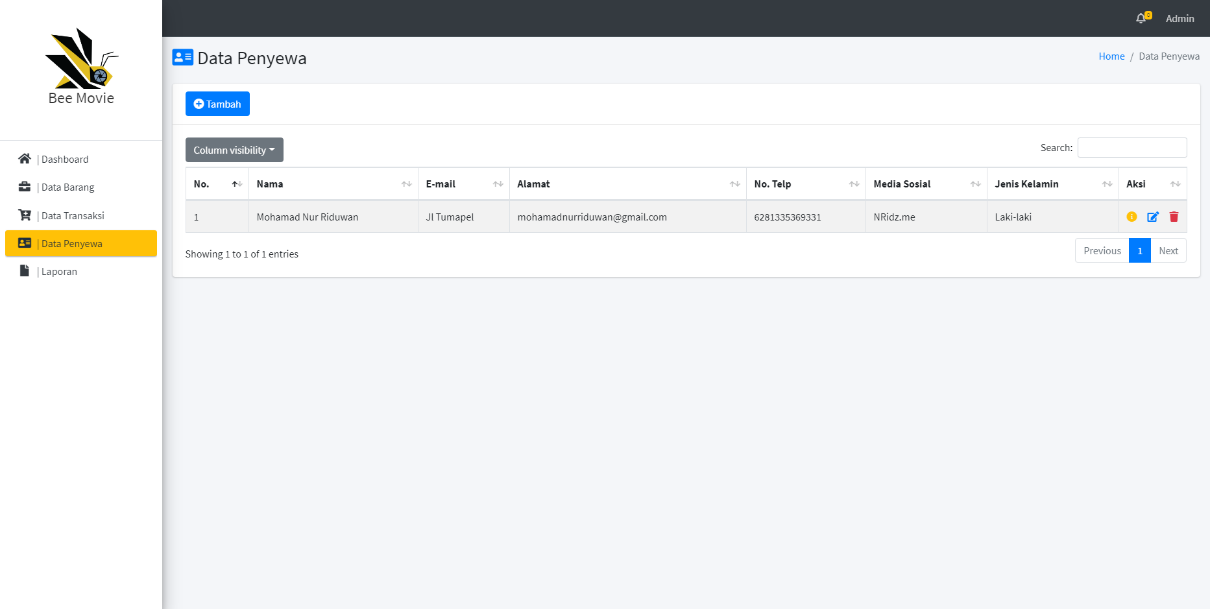 Admin
Bee Movie
| Dashboard
| Data Barang
| Data Transaksi
| Data Penyewa
| Laporan
Data Penyewa
Home / Data Penyewa
Tambah
Column visibility
Search:
No. Nama E-mail Alamat No. Telp Media Sosial Jenis Kelamin Aksi
1 Mohamad Nur Riduwan Jl Tumapel mohamadnurriduwan@gmail.com 6281335369331 NRidz.me Laki-laki
Showing 1 to 1 of 1 entries
Previous 1 Next